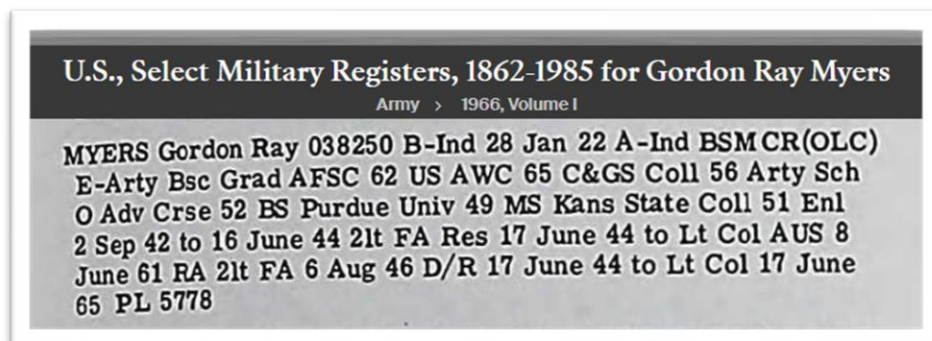 U.S., Select Military Registers, 1862-1985 for Gordon Ray Myers
Army > 1966, Volume I
MYERS Gordon Ray 038250 B-Ind 28 Jan 22 A-Ind BSM CR(OLC)
E-Arty Bsc Grad AFSC 62 US AWC 65 C&GS Coll 56 Arty Sch
O Adv Crse 52 BS Purdue Univ 49 MS Kans State Coll 51 Enl
2 Sep 42 to 16 June 44 2lt FA Res 17 June 44 to Lt Col AUS 8
June 61 RA 2lt FA 6 Aug 46 D/R 17 June 44 to Lt Col 17 June
65 PL 5778